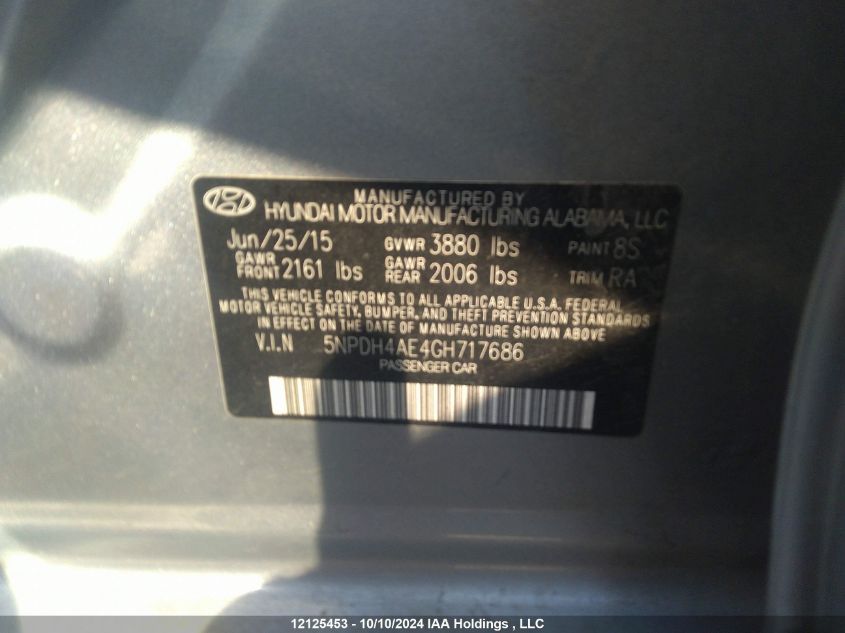 MANUFACTURED BY
HYUNDAI MOTOR MANUFACTURING ALABAMA, LLC
Jun/25/15 GVWR 3880 lbs PAINT 8S
GAWR FRONT 2161 lbs GAWR REAR 2006 lbs TRIM RA
THIS VEHICLE CONFORMS TO ALL APPLICABLE U.S.A. FEDERAL
MOTOR VEHICLE SAFETY, BUMPER, AND THEFT PREVENTION STANDARDS
IN EFFECT ON THE DATE OF MANUFACTURE SHOWN ABOVE
V.I.N 5NPDH4AE4GH717686
PASSENGER CAR
12125453 - 10/10/2024 IAA Holdings , LLC